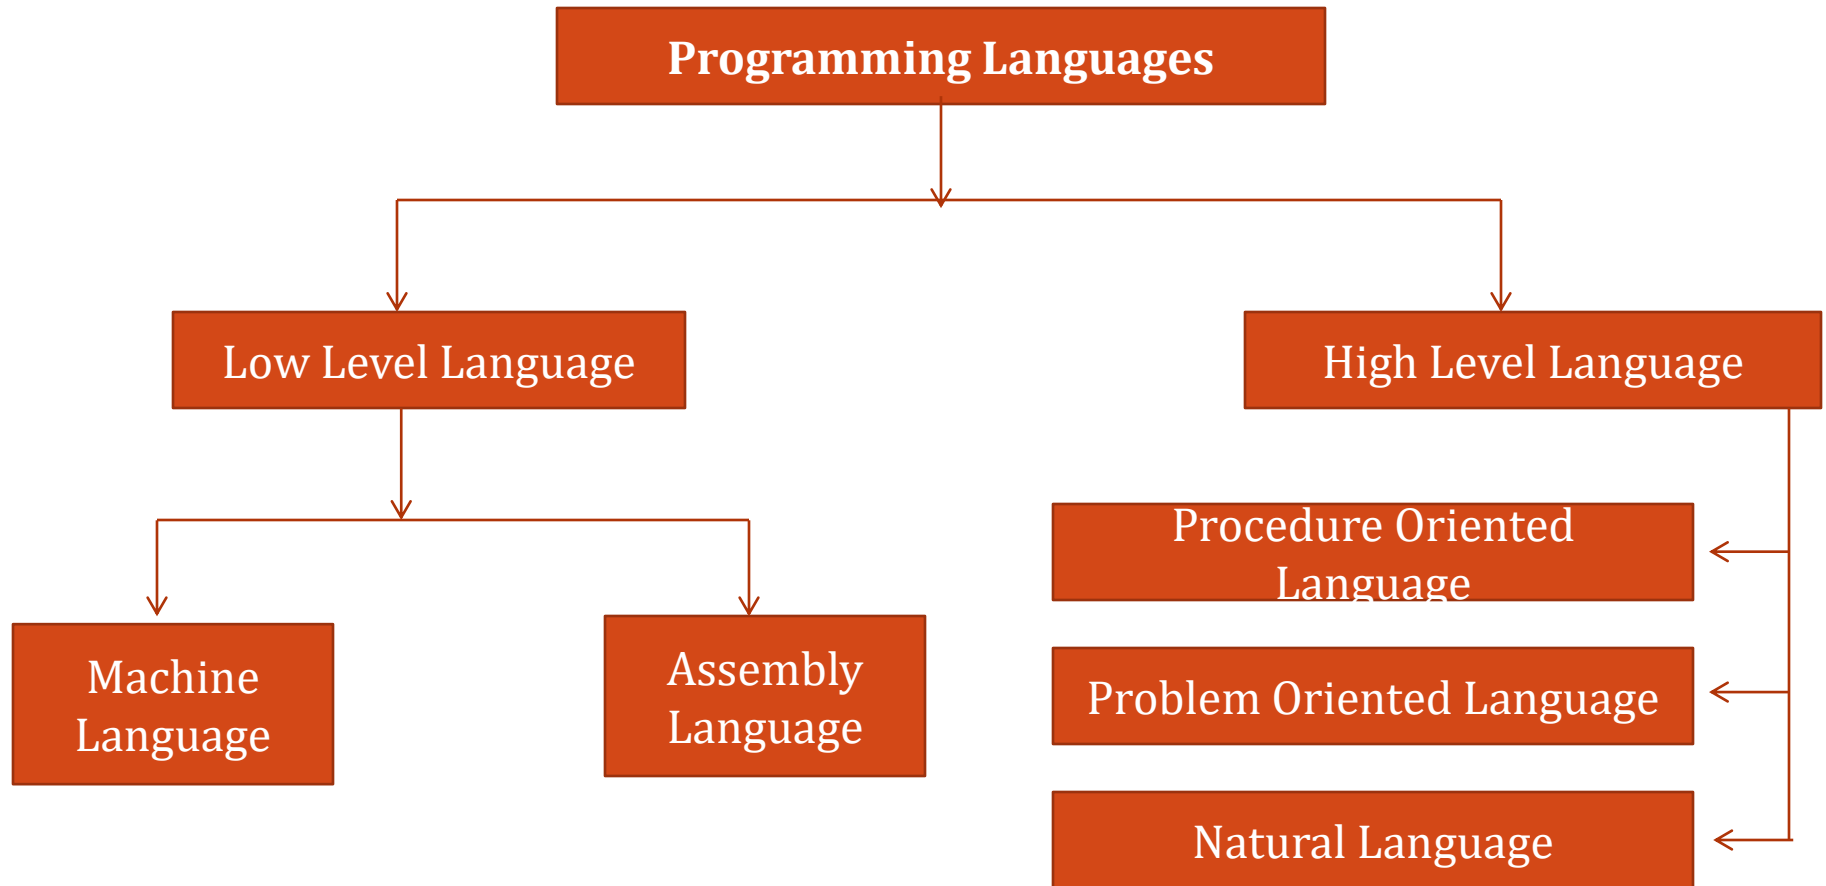 Programming Languages
Low Level Language
High Level Language
Procedure Oriented
Language
Machine
Language
Assembly
Language
Problem Oriented Language
Natural Language